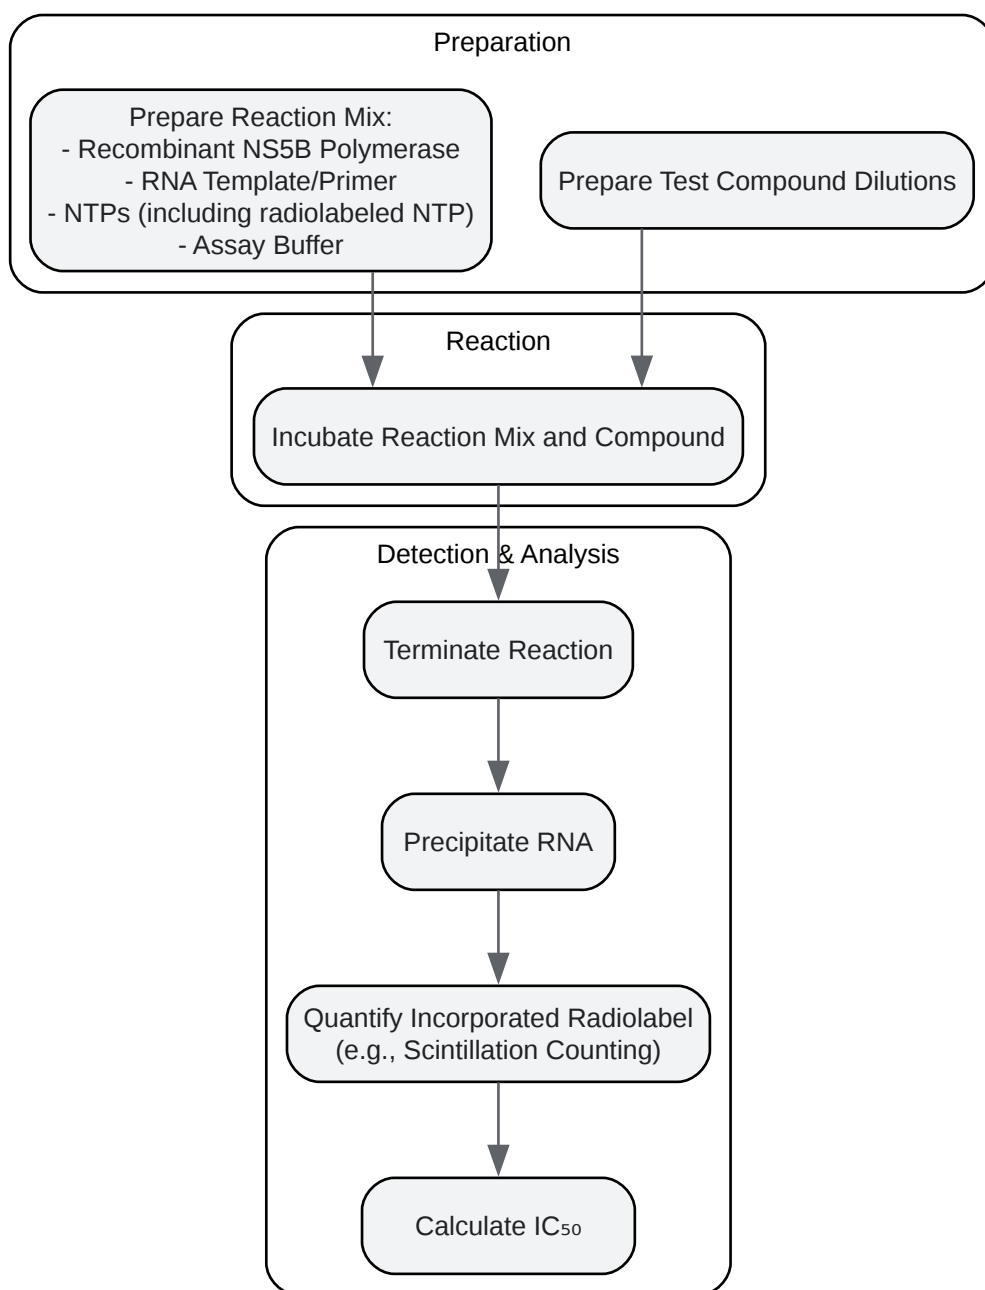 Preparation
Prepare Reaction Mix:
- Recombinant NS5B Polymerase
- RNA Template/Primer
- NTPs (including radiolabeled NTP)
- Assay Buffer
Prepare Test Compound Dilutions
Reaction
Incubate Reaction Mix and Compound
Detection & Analysis
Terminate Reaction
Precipitate RNA
Quantify Incorporated Radiolabel
(e.g., Scintillation Counting)
Calculate IC₅₀